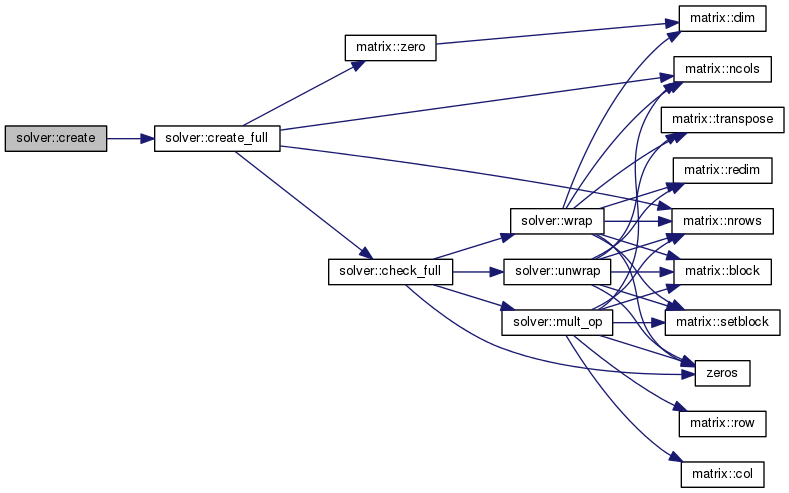 matrix::dim
matrix::zero
matrix::ncols
matrix::transpose
solver::create
solver::create_full
matrix::redim
solver::wrap
matrix::nrows
solver::check_full
solver::unwrap
matrix::block
solver::mult_op
matrix::setblock
zeros
matrix::row
matrix::col